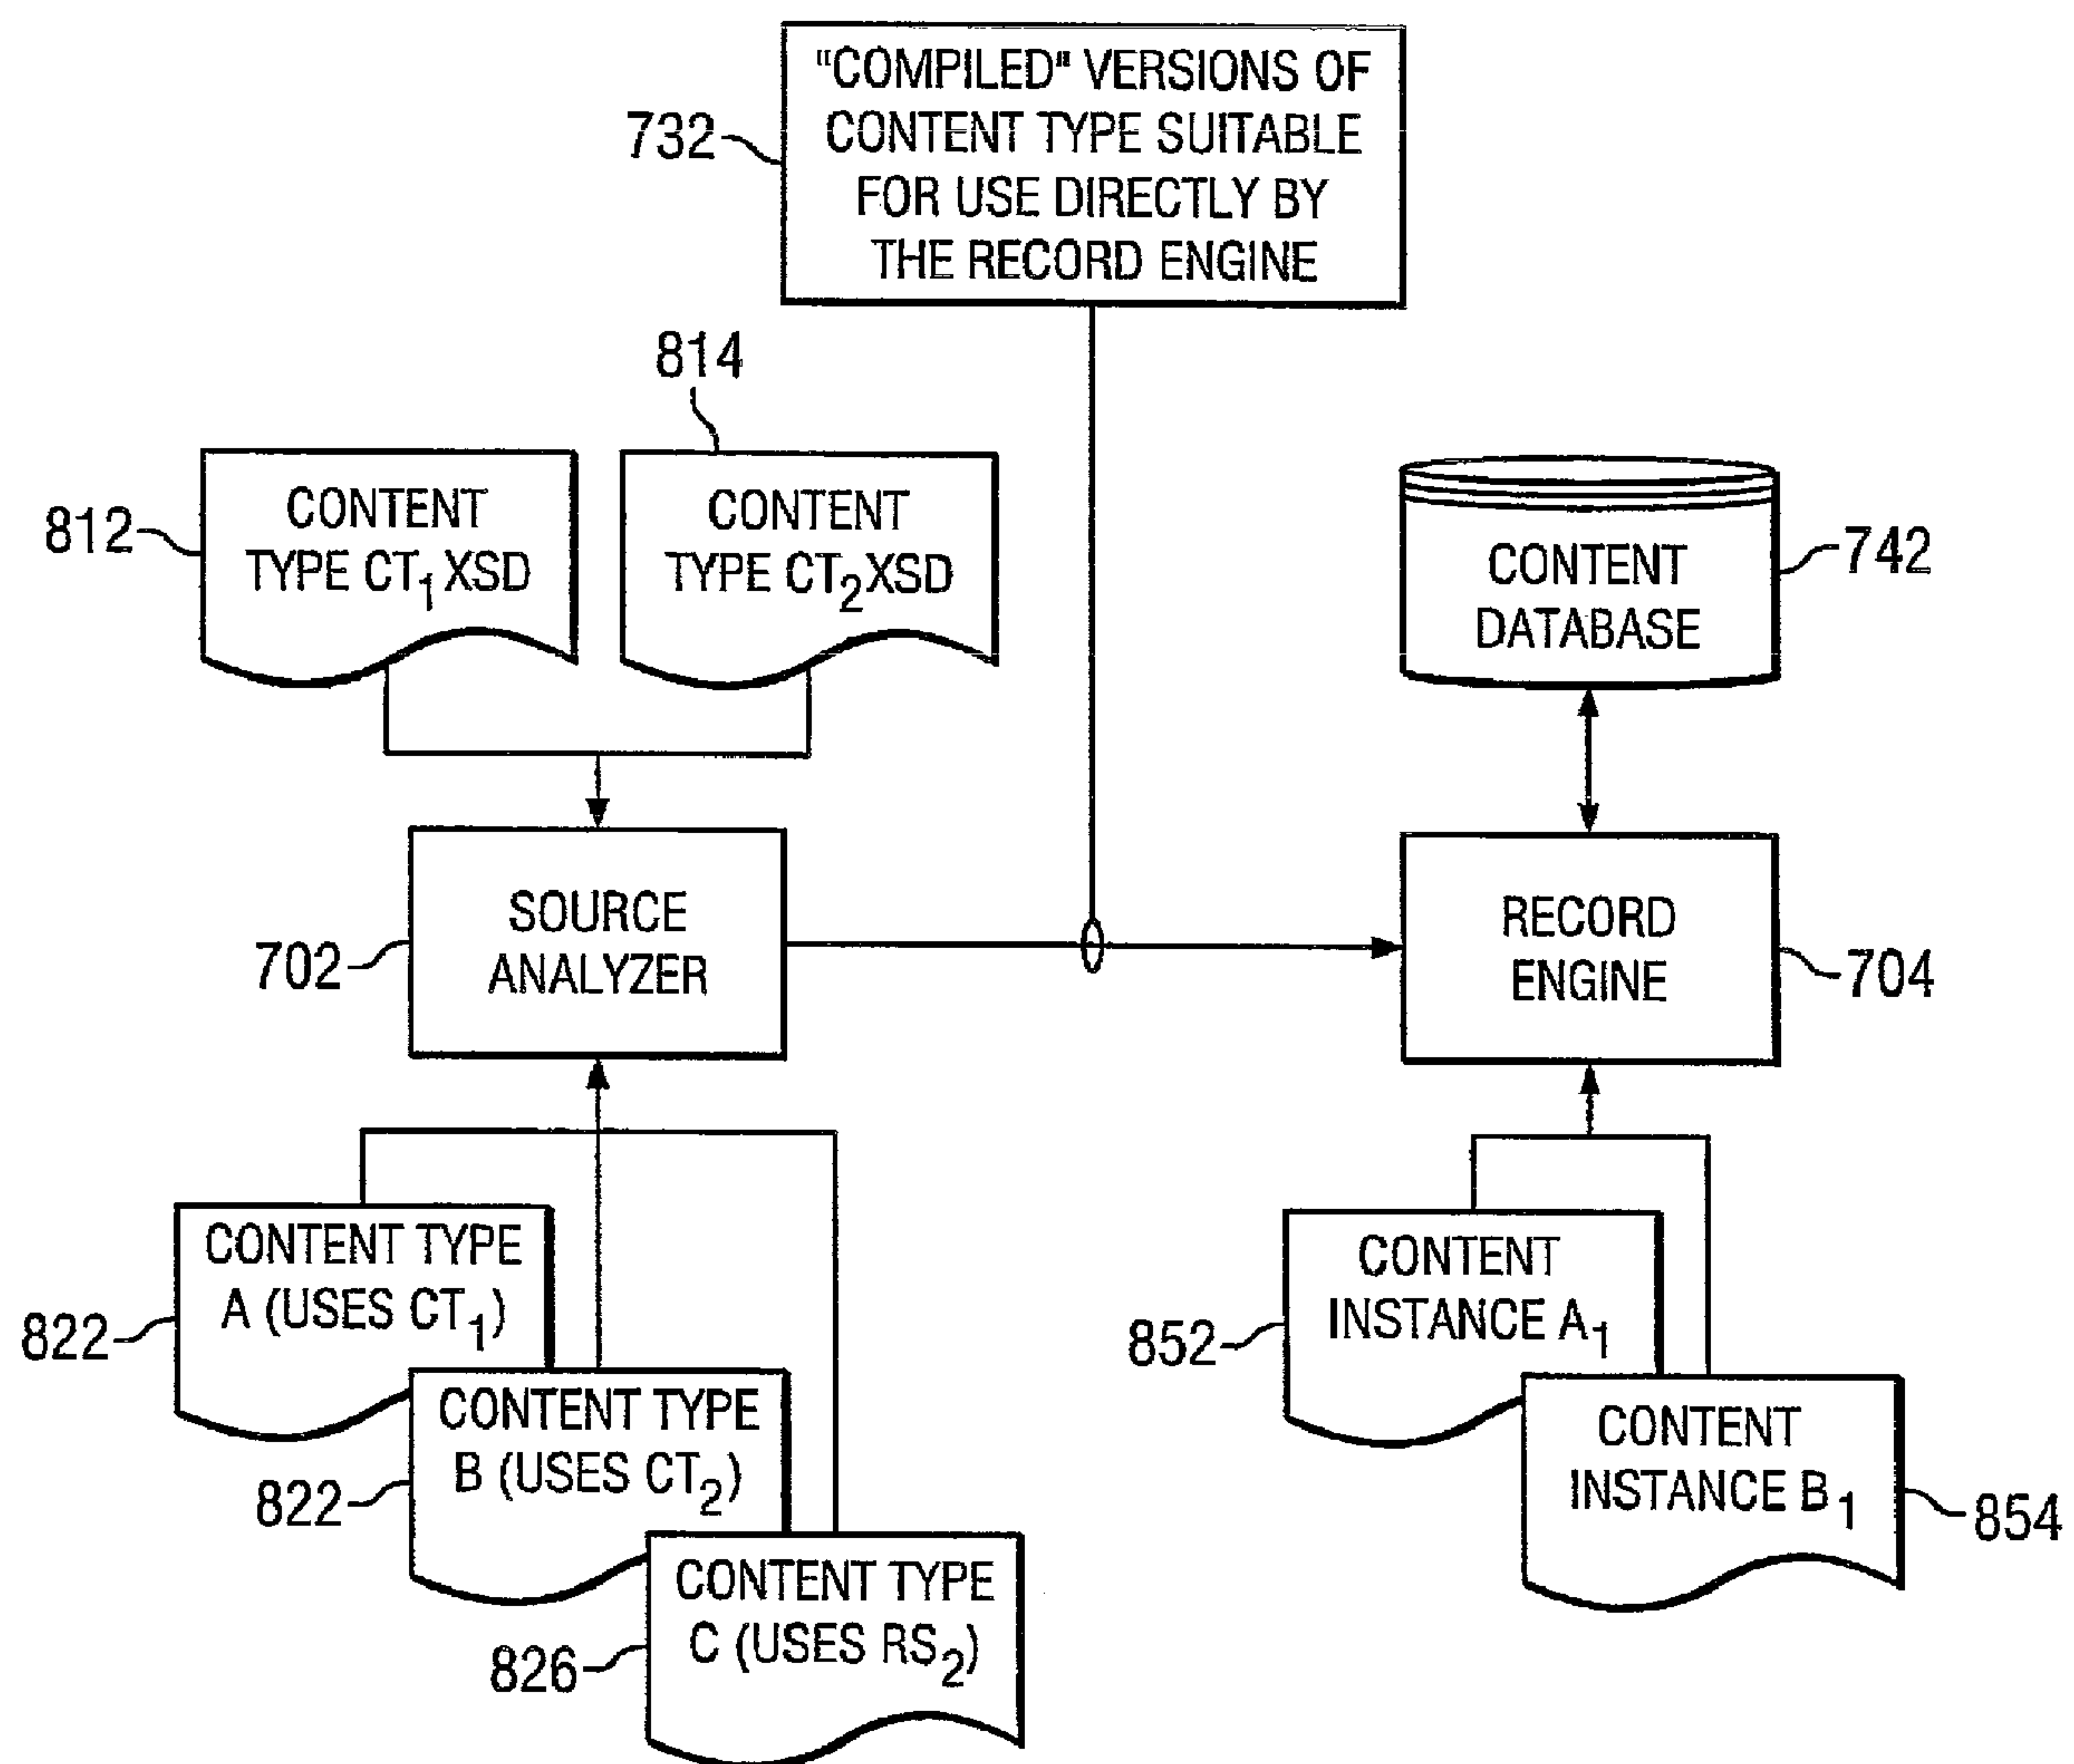 "COMPILED" VERSIONS OF
CONTENT TYPE SUITABLE
FOR USE DIRECTLY BY
THE RECORD ENGINE
732
814
812
CONTENT
TYPE CT₁ XSD
CONTENT
TYPE CT₂ XSD
CONTENT
DATABASE
742
702
SOURCE
ANALYZER
RECORD
ENGINE
704
822
CONTENT TYPE
A (USES CT₁)
822
CONTENT TYPE
B (USES CT₂)
826
CONTENT TYPE
C (USES RS₂)
852
CONTENT
INSTANCE A₁
CONTENT
INSTANCE B₁
854